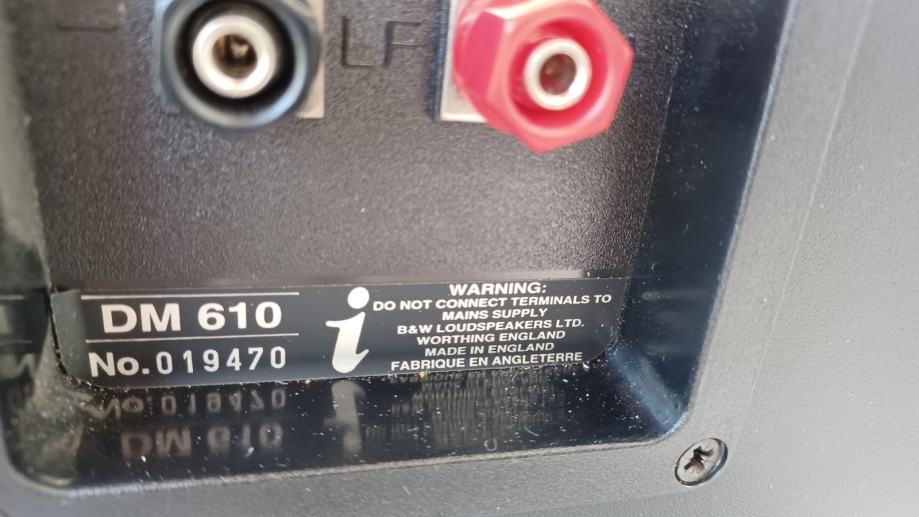 LF
DM 610
No.019470
i
WARNING:
DO NOT CONNECT TERMINALS TO
MAINS SUPPLY
B&W LOUDSPEAKERS LTD.
WORTHING ENGLAND
MADE IN ENGLAND
FABRIQUE EN ANGLETERRE